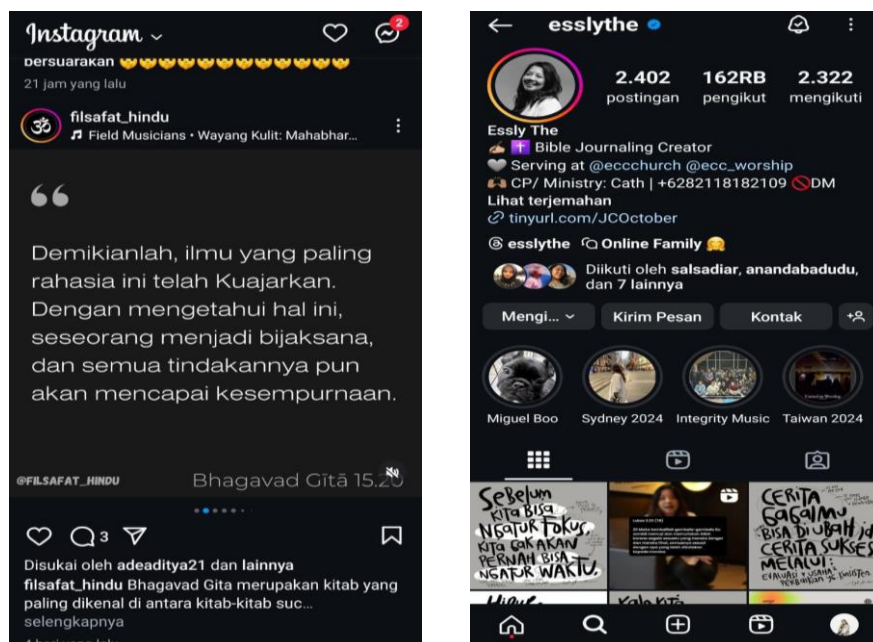 Instagram
2
bersuarakan
21 jam yang lalu
filsafat_hindu
Field Musicians • Wayang Kulit: Mahabhar...
Demikianlah, ilmu yang paling
rahasia ini telah Kuajarkan.
Dengan mengetahui hal ini,
seseorang menjadi bijaksana,
dan semua tindakannya pun
akan mencapai kesempurnaan.
@FILSAFAT_HINDU
Bhagavad Gītā 15.20
3
Disukai oleh adeaditya21 dan lainnya
filsafat_hindu Bhagavad Gita merupakan kitab yang
paling dikenal di antara kitab-kitab suc...
selengkapnya
esslythe
2.402 162RB 2.322
postingan pengikut mengikuti
Essly The
Bible Journaling Creator
Serving at @eccchurch @ecc_worship
CP/ Ministry: Cath | +6282118182109 🚫DM
Lihat terjemahan
tinyurl.com/JCOctober
esslythe Online Family
Diikuti oleh salsadiar, anandabadudu,
dan 7 lainnya
Mengi... Kirim Pesan Kontak
Miguel Boo Sydney 2024 Integrity Music Taiwan 2024
SEBELUM
KITA BISA
NGATUR FOKUS,
KITA GAK AKAN
PERNAH BISA
NGATUR WAKTU.
CERITA
GAGALMU
BISA DIUBAH jd
CERITA SUKSES
MELALUI: